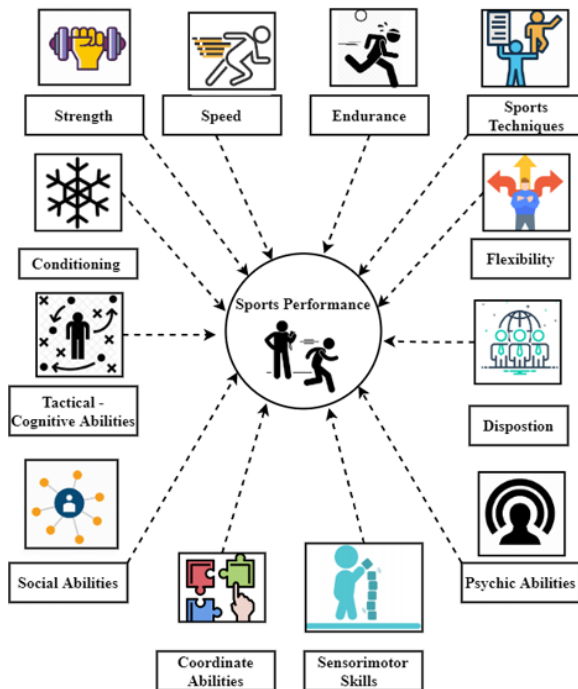 Strength
Speed
Endurance
Sports
Techniques
Conditioning
Flexibility
Sports Performance
Tactical -
Cognitive Abilities
Dispostion
Social Abilities
Psychic Abilities
Coordinate
Abilities
Sensorimotor
Skills